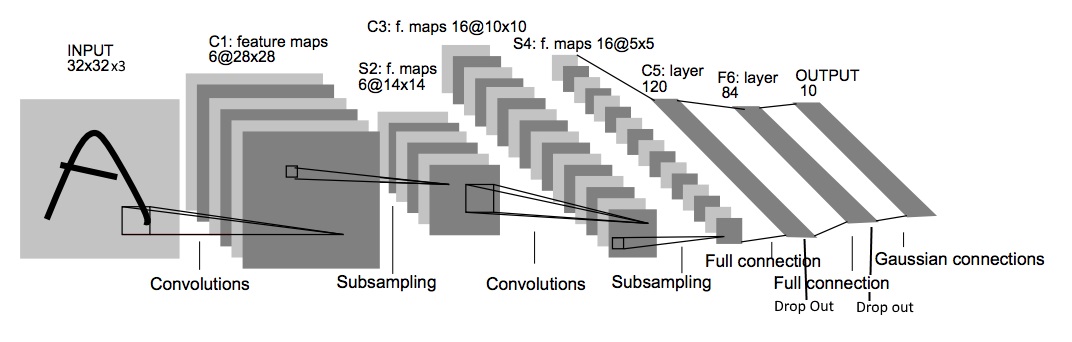 INPUT
32x32x3
C1: feature maps
6@28x28
S2: f. maps
6@14x14
C3: f. maps 16@10x10
S4: f. maps 16@5x5
C5: layer
120
F6: layer
84
OUTPUT
10
Convolutions
Subsampling
Convolutions
Subsampling
Full connection
Full connection
Gaussian connections
Drop Out
Drop out
A